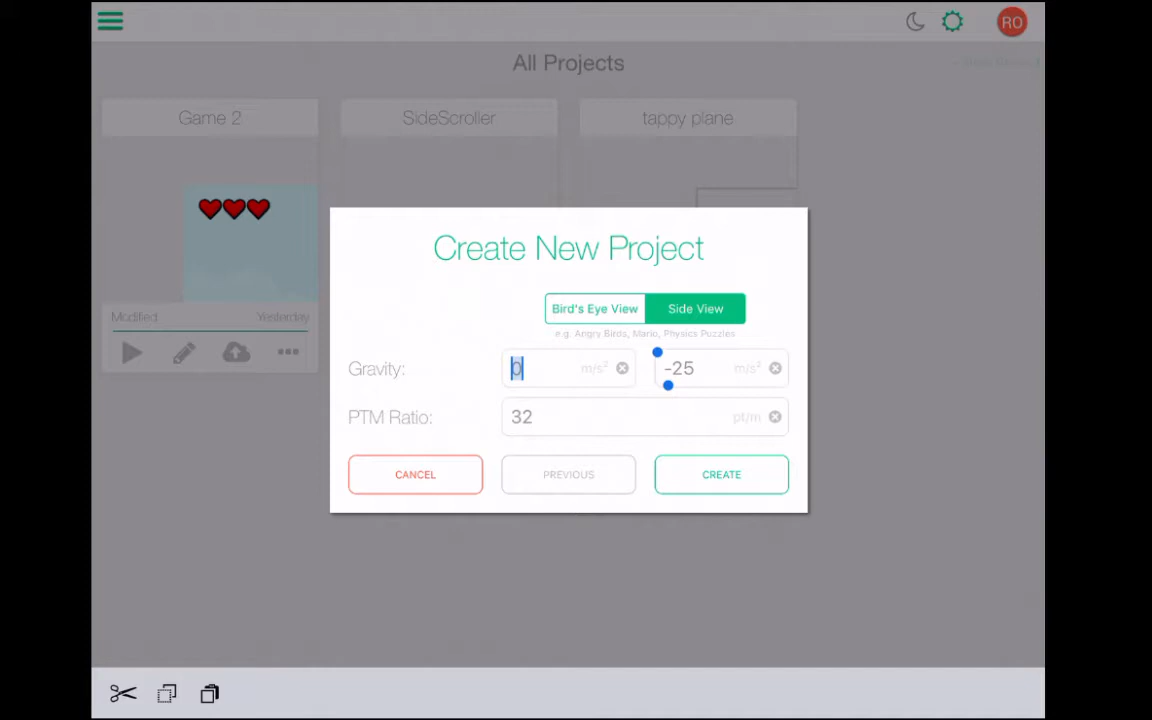 RO
All Projects
Game 2
SideScroller
tappy plane
Create New Project
Bird's Eye View
Side View
e.g. Angry Birds, Mario, Physics Puzzles
Modified
Yesterday
Gravity:
0
m/s²
-25
m/s²
PTM Ratio:
32
pt/m
CANCEL
PREVIOUS
CREATE